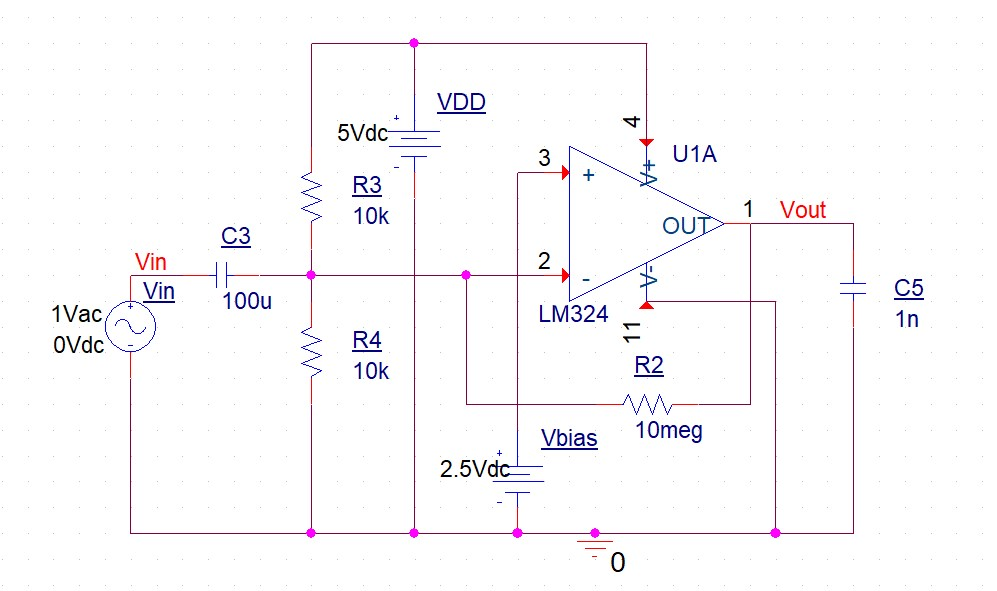 VDD
5Vdc
+
-
R3
10k
4
V+
U1A
3
+
OUT
1
Vout
2
-
V-
LM324
11
C3
100u
Vin
Vin
1Vac
0Vdc
+
-
R4
10k
C5
1n
R2
10meg
Vbias
2.5Vdc
+
-
0